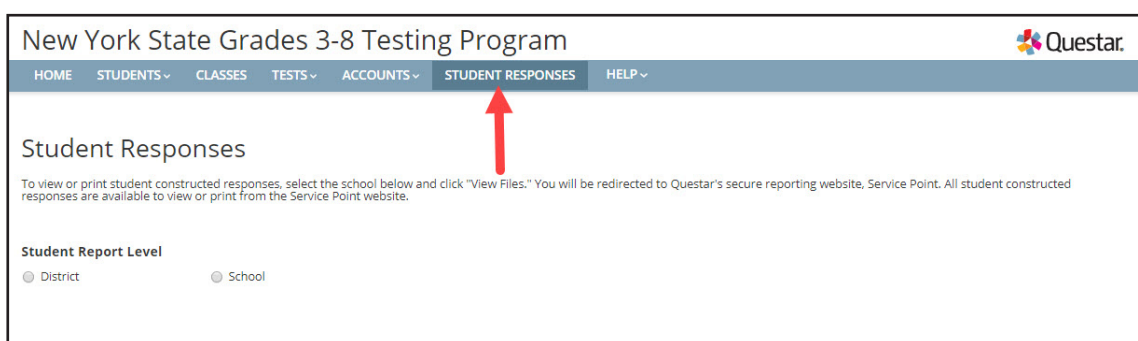 New York State Grades 3-8 Testing Program
Questar.
HOME STUDENTS CLASSES TESTS ACCOUNTS STUDENT RESPONSES HELP
Student Responses
To view or print student constructed responses, select the school below and click "View Files." You will be redirected to Questar's secure reporting website, Service Point. All student constructed
responses are available to view or print from the Service Point website.
Student Report Level
District School